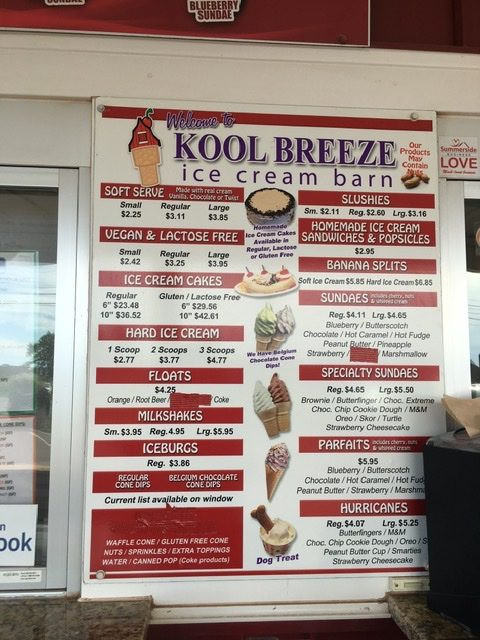 SUNDAE
BLUEBERRY
SUNDAE
Welcome to
KOOL BREEZE
ice cream barn
Our
Products
May
Contain
Nuts
Summerside
LOVE
SOFT SERVE Made with real cream
Vanilla, Chocolate or Twist
Small Regular Large
$2.25 $3.11 $3.85
VEGAN & LACTOSE FREE
Small Regular Large
$2.42 $3.25 $3.95
ICE CREAM CAKES
Regular Gluten / Lactose Free
6" $23.48 6" $29.56
10" $36.52 10" $42.61
HARD ICE CREAM
1 Scoop 2 Scoops 3 Scoops
$2.77 $3.77 $4.77
FLOATS
$4.25
Orange / Root Beer / Coke
MILKSHAKES
Sm. $3.95 Reg. 4.95 Lrg. $5.95
ICEBURGS
Reg. $3.86
REGULAR
CONE DIPS
BELGIUM CHOCOLATE
CONE DIPS
Current list available on window
WAFFLE CONE / GLUTEN FREE CONE
NUTS / SPRINKLES / EXTRA TOPPINGS
WATER / CANNED POP (Coke products)
Homemade
Ice Cream Cakes
Available in
Regular, Lactose
or Gluten Free
We Have Belgium
Chocolate Cone
Dips!
Dog Treat
SLUSHIES
Sm. $2.11 Reg. $2.60 Lrg. $3.16
HOMEMADE ICE CREAM
SANDWICHES & POPSICLES
$2.95
BANANA SPLITS
Soft Ice Cream $5.85 Hard Ice Cream $6.85
SUNDAES includes cherry, nuts
& whipped cream
Reg. $4.11 Lrg. $4.65
Blueberry / Butterscotch
Chocolate / Hot Caramel / Hot Fudge
Peanut Butter / Pineapple
Strawberry / Marshmallow
SPECIALTY SUNDAES
Reg. $4.65 Lrg. $5.50
Brownie / Butterfinger / Choc. Extreme
Choc. Chip Cookie Dough / M&M
Oreo / Skor / Turtle
Strawberry Cheesecake
PARFAITS includes cherry, nuts
& whipped cream
$5.95
Blueberry / Butterscotch
Chocolate / Hot Caramel / Hot Fud
Peanut Butter / Strawberry / Marshma
HURRICANES
Reg. $4.07 Lrg. $5.25
Butterfingers / M&M
Choc. Chip Cookie Dough / Oreo / S
Peanut Butter Cup / Smarties
Strawberry Cheesecake
n
ook